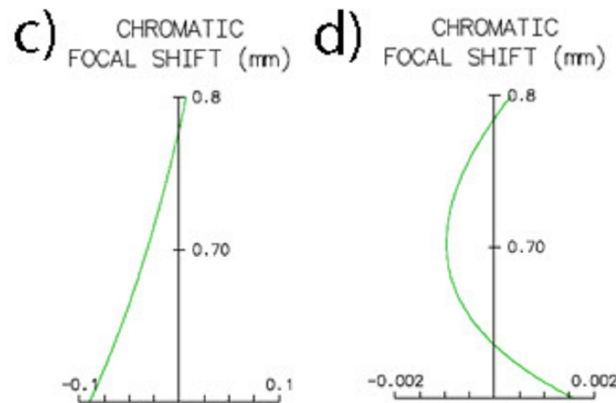 c)
CHROMATIC
FOCAL SHIFT (mm)
0.8
0.70
-0.1
0.1
d)
CHROMATIC
FOCAL SHIFT (mm)
0.8
0.70
-0.002
0.002